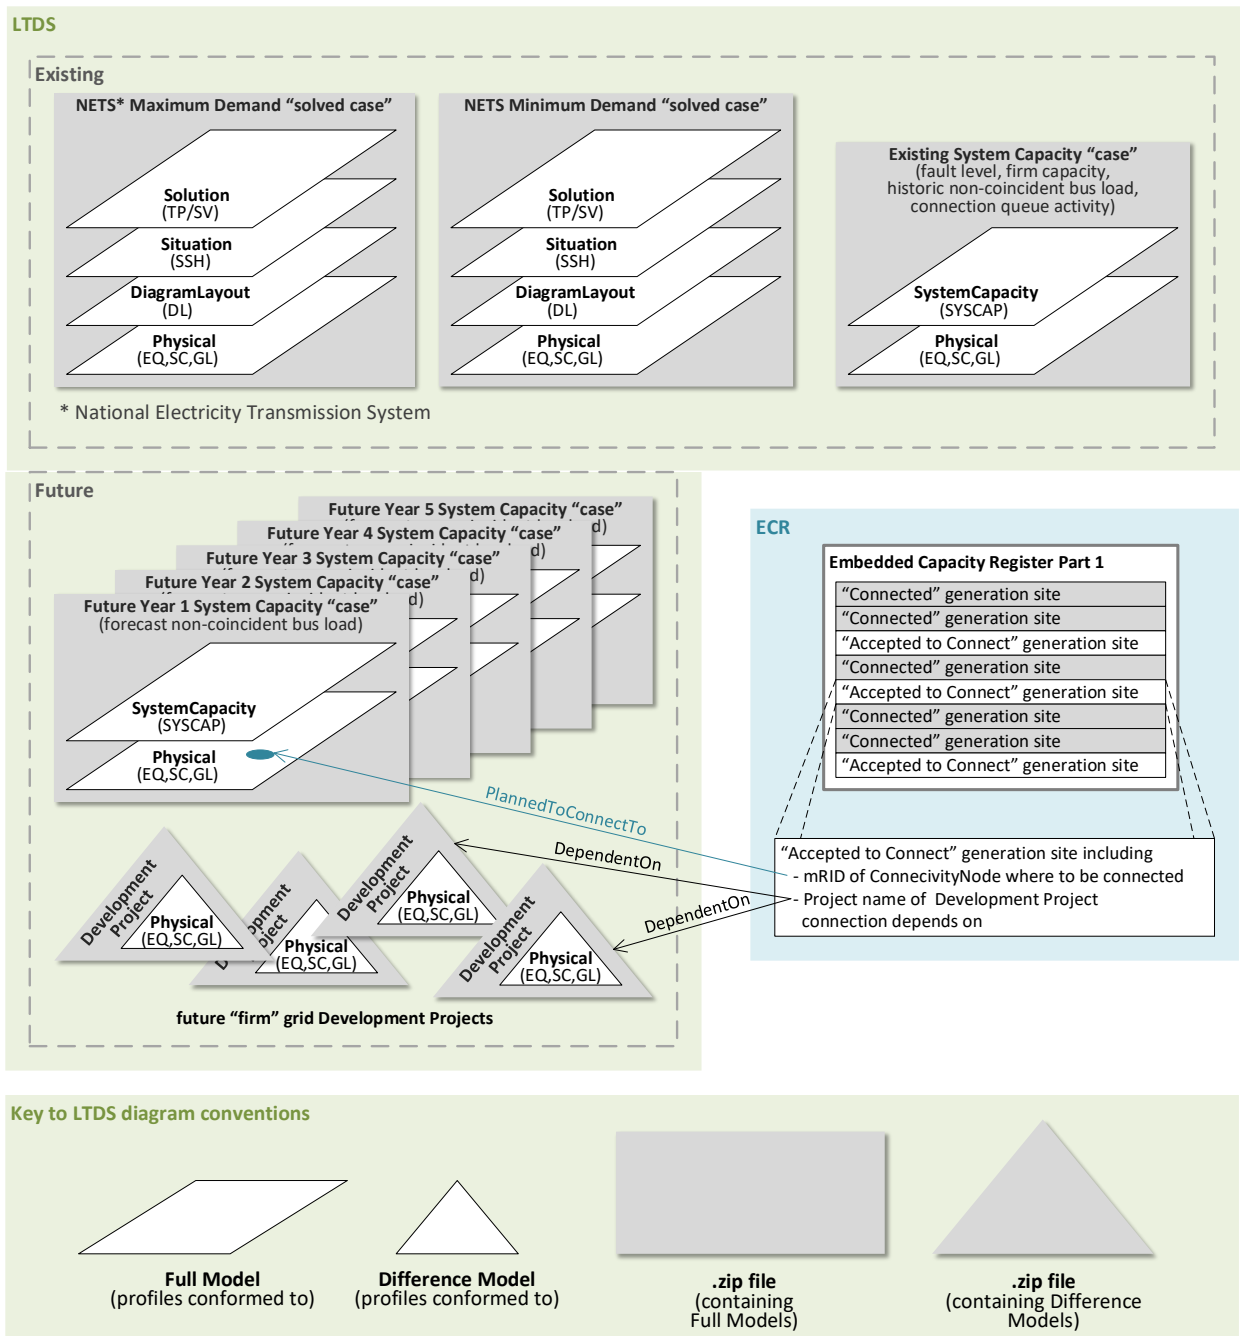 LTDS
Existing
NETS* Maximum Demand “solved case”
Solution
(TP/SV)
Situation
(SSH)
DiagramLayout
(DL)
Physical
(EQ,SC,GL)
NETS Minimum Demand “solved case”
Solution
(TP/SV)
Situation
(SSH)
DiagramLayout
(DL)
Physical
(EQ,SC,GL)
Existing System Capacity “case”
(fault level, firm capacity,
historic non-coincident bus load,
connection queue activity)
SystemCapacity
(SYSCAP)
Physical
(EQ,SC,GL)
* National Electricity Transmission System
Future
Future Year 5 System Capacity “case”
Future Year 4 System Capacity “case”
Future Year 3 System Capacity “case”
Future Year 2 System Capacity “case”
Future Year 1 System Capacity “case”
(forecast non-coincident bus load)
SystemCapacity
(SYSCAP)
Physical
(EQ,SC,GL)
PlannedToConnectTo
DependentOn
DependentOn
Development
Project
Physical
(EQ,SC,GL)
Physical
(EQ,SC,GL)
Development
Project
Physical
(EQ,SC,GL)
Development
Project
Physical
(EQ,SC,GL)
future “firm” grid Development Projects
ECR
Embedded Capacity Register Part 1
“Connected” generation site
“Connected” generation site
“Accepted to Connect” generation site
“Connected” generation site
“Accepted to Connect” generation site
“Connected” generation site
“Connected” generation site
“Accepted to Connect” generation site
“Accepted to Connect” generation site including
- mRID of ConnecivityNode where to be connected
- Project name of Development Project
connection depends on
Key to LTDS diagram conventions
Full Model
(profiles conformed to)
Difference Model
(profiles conformed to)
.zip file
(containing
Full Models)
.zip file
(containing Difference
Models)